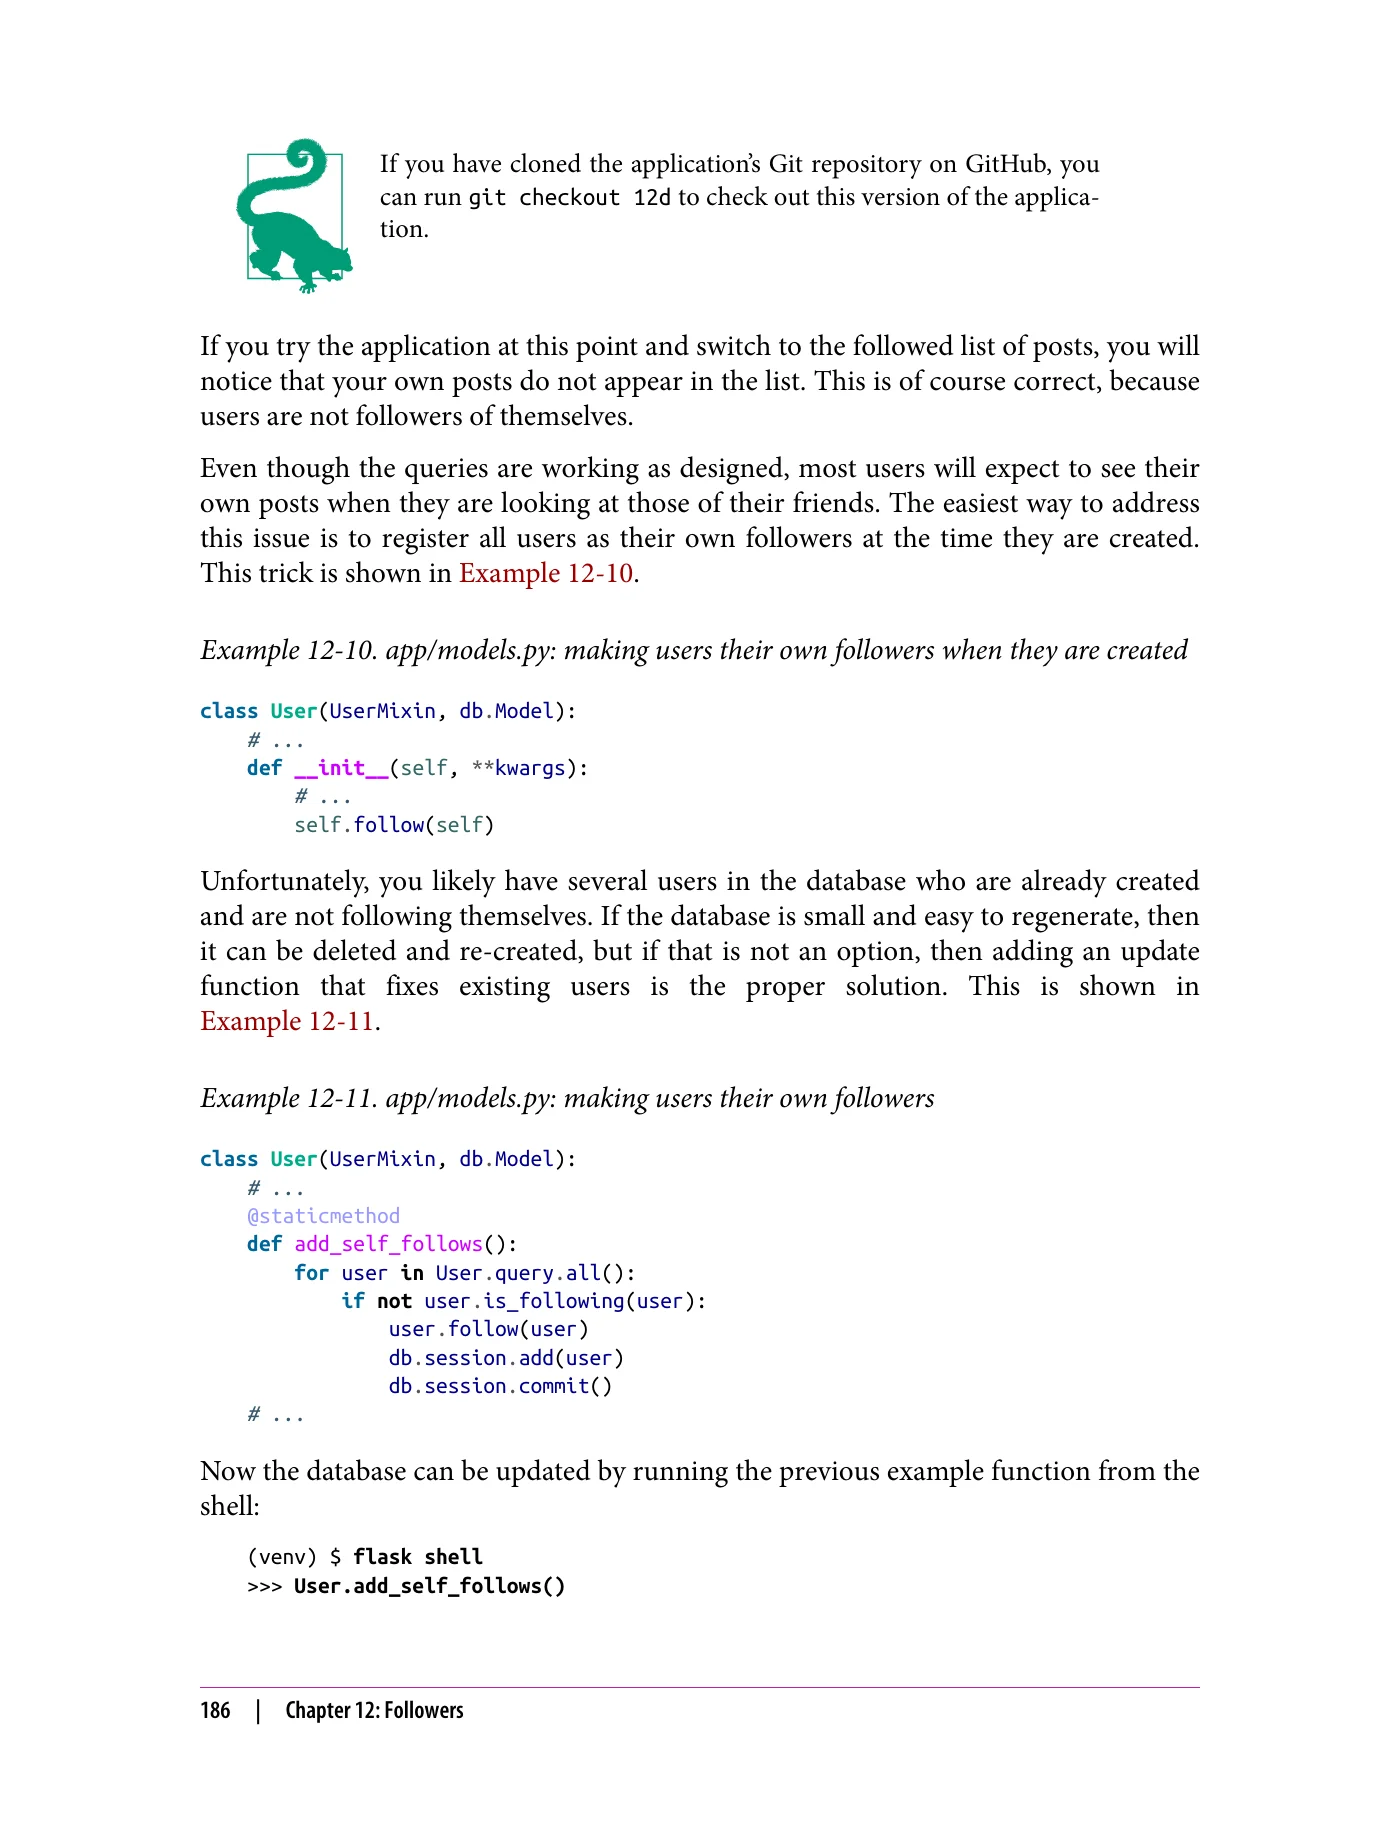 If you have cloned the application’s Git repository on GitHub, you
can run git checkout 12d to check out this version of the applica-
tion.
If you try the application at this point and switch to the followed list of posts, you will
notice that your own posts do not appear in the list. This is of course correct, because
users are not followers of themselves.
Even though the queries are working as designed, most users will expect to see their
own posts when they are looking at those of their friends. The easiest way to address
this issue is to register all users as their own followers at the time they are created.
This trick is shown in Example 12-10.
Example 12-10. app/models.py: making users their own followers when they are created
class User(UserMixin, db.Model):
    # ...
    def __init__(self, **kwargs):
        # ...
        self.follow(self)
Unfortunately, you likely have several users in the database who are already created
and are not following themselves. If the database is small and easy to regenerate, then
it can be deleted and re-created, but if that is not an option, then adding an update
function that fixes existing users is the proper solution. This is shown in
Example 12-11.
Example 12-11. app/models.py: making users their own followers
class User(UserMixin, db.Model):
    # ...
    @staticmethod
    def add_self_follows():
        for user in User.query.all():
            if not user.is_following(user):
                user.follow(user)
                db.session.add(user)
                db.session.commit()
    # ...
Now the database can be updated by running the previous example function from the
shell:
(venv) $ flask shell
>>> User.add_self_follows()
186 | Chapter 12: Followers